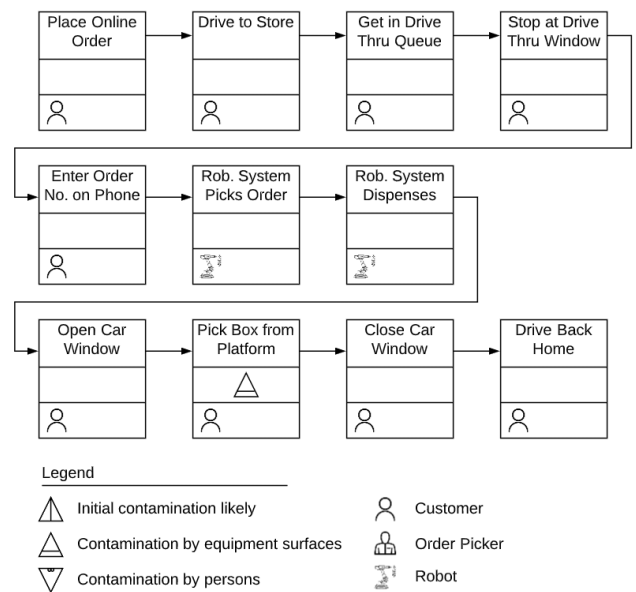 Place Online
Order
Drive to Store
Get in Drive
Thru Queue
Stop at Drive
Thru Window
Enter Order
No. on Phone
Rob. System
Picks Order
Rob. System
Dispenses
Open Car
Window
Pick Box from
Platform
Close Car
Window
Drive Back
Home
Legend
Initial contamination likely
Customer
Contamination by equipment surfaces
Order Picker
Contamination by persons
Robot